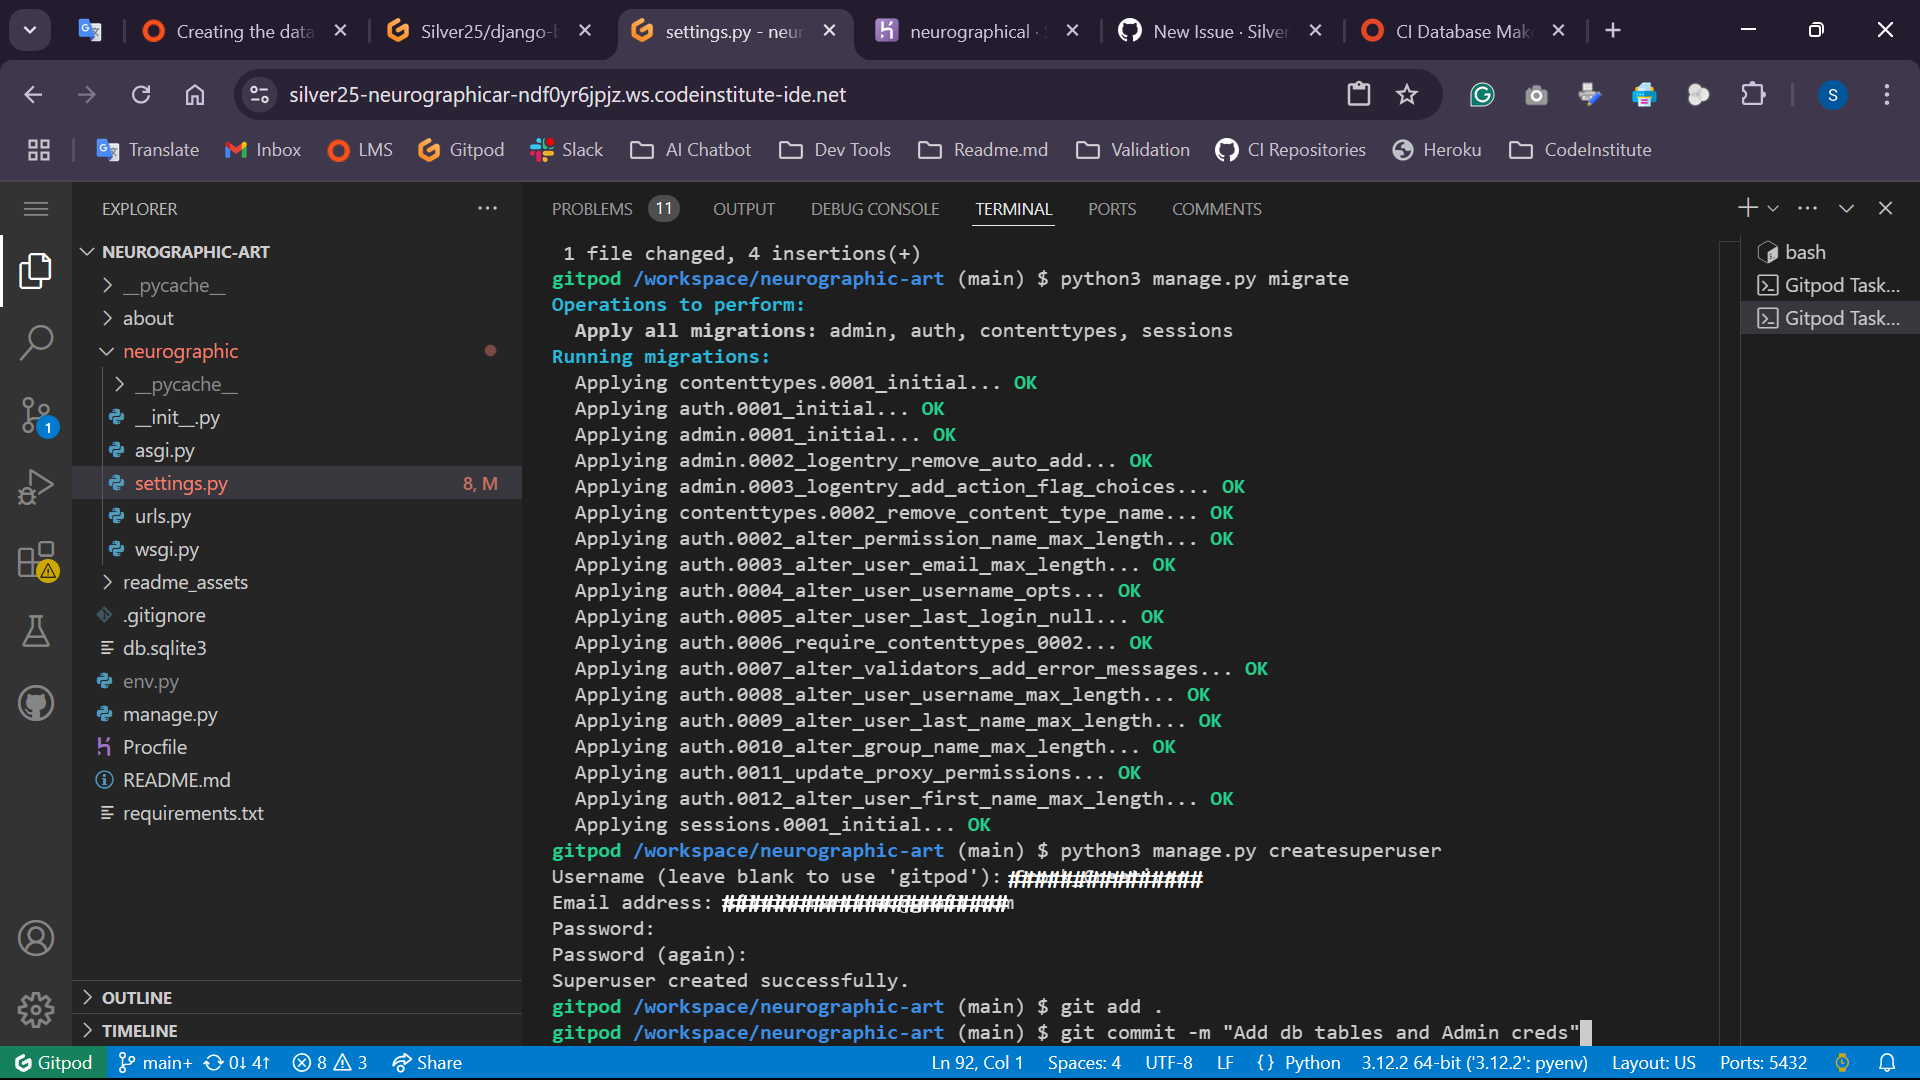 Creating the data
Silver25/django-b
settings.py - neur
neurographical · S
New Issue · Silver
CI Database Make
silver25-neurographicar-ndf0yr6jpjz.ws.codeinstitute-ide.net
S
Translate
Inbox
LMS
Gitpod
Slack
AI Chatbot
Dev Tools
Readme.md
Validation
CI Repositories
Heroku
CodeInstitute
EXPLORER
NEUROGRAPHIC-ART
__pycache__
about
neurographic
__pycache__
__init__.py
asgi.py
settings.py 8, M
urls.py
wsgi.py
readme_assets
.gitignore
db.sqlite3
env.py
manage.py
Procfile
README.md
requirements.txt
OUTLINE
TIMELINE
1
PROBLEMS 11 OUTPUT DEBUG CONSOLE TERMINAL PORTS COMMENTS
1 file changed, 4 insertions(+)
gitpod /workspace/neurographic-art (main) $ python3 manage.py migrate
Operations to perform:
Apply all migrations: admin, auth, contenttypes, sessions
Running migrations:
Applying contenttypes.0001_initial... OK
Applying auth.0001_initial... OK
Applying admin.0001_initial... OK
Applying admin.0002_logentry_remove_auto_add... OK
Applying admin.0003_logentry_add_action_flag_choices... OK
Applying contenttypes.0002_remove_content_type_name... OK
Applying auth.0002_alter_permission_name_max_length... OK
Applying auth.0003_alter_user_email_max_length... OK
Applying auth.0004_alter_user_username_opts... OK
Applying auth.0005_alter_user_last_login_null... OK
Applying auth.0006_require_contenttypes_0002... OK
Applying auth.0007_alter_validators_add_error_messages... OK
Applying auth.0008_alter_user_username_max_length... OK
Applying auth.0009_alter_user_last_name_max_length... OK
Applying auth.0010_alter_group_name_max_length... OK
Applying auth.0011_update_proxy_permissions... OK
Applying auth.0012_alter_user_first_name_max_length... OK
Applying sessions.0001_initial... OK
gitpod /workspace/neurographic-art (main) $ python3 manage.py createsuperuser
Username (leave blank to use 'gitpod'):
Email address:
Password:
Password (again):
Superuser created successfully.
gitpod /workspace/neurographic-art (main) $ git add .
gitpod /workspace/neurographic-art (main) $ git commit -m "Add db tables and Admin creds"
bash
Gitpod Task...
Gitpod Task...
Gitpod main+ 0↓ 4↑ 8 3 Share Ln 92, Col 1 Spaces: 4 UTF-8 LF {} Python 3.12.2 64-bit ('3.12.2': pyenv) Layout: US Ports: 5432